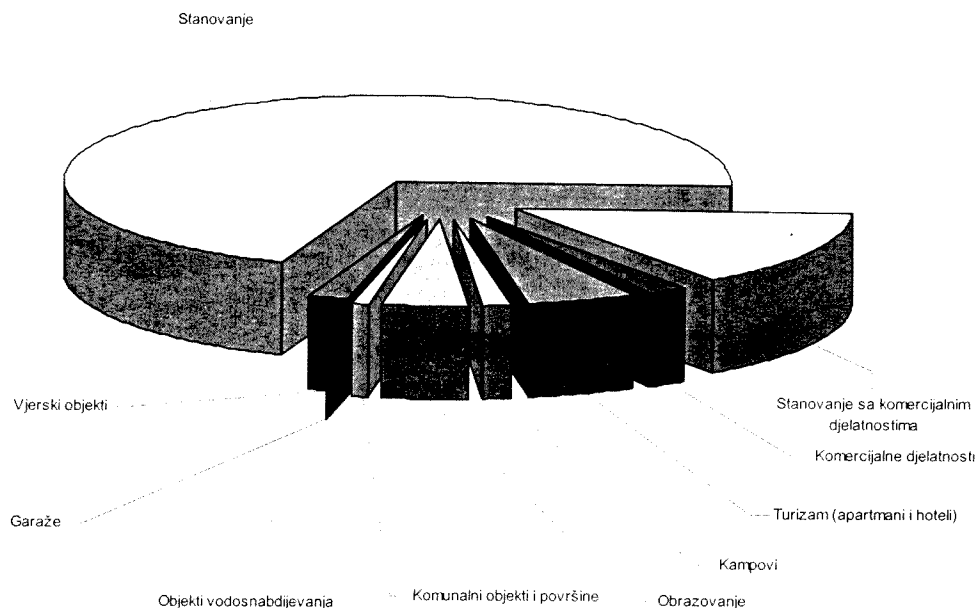 Stanovanje
Vjerski objekti
Stanovanje sa komercijalnim
djelatnostima
Komercijalne djelatnosti
Garaže
Turizam (apartmani i hoteli)
Kampovi
Objekti vodosnabdijevanja
Komunalni objekti i površine
Obrazovanje